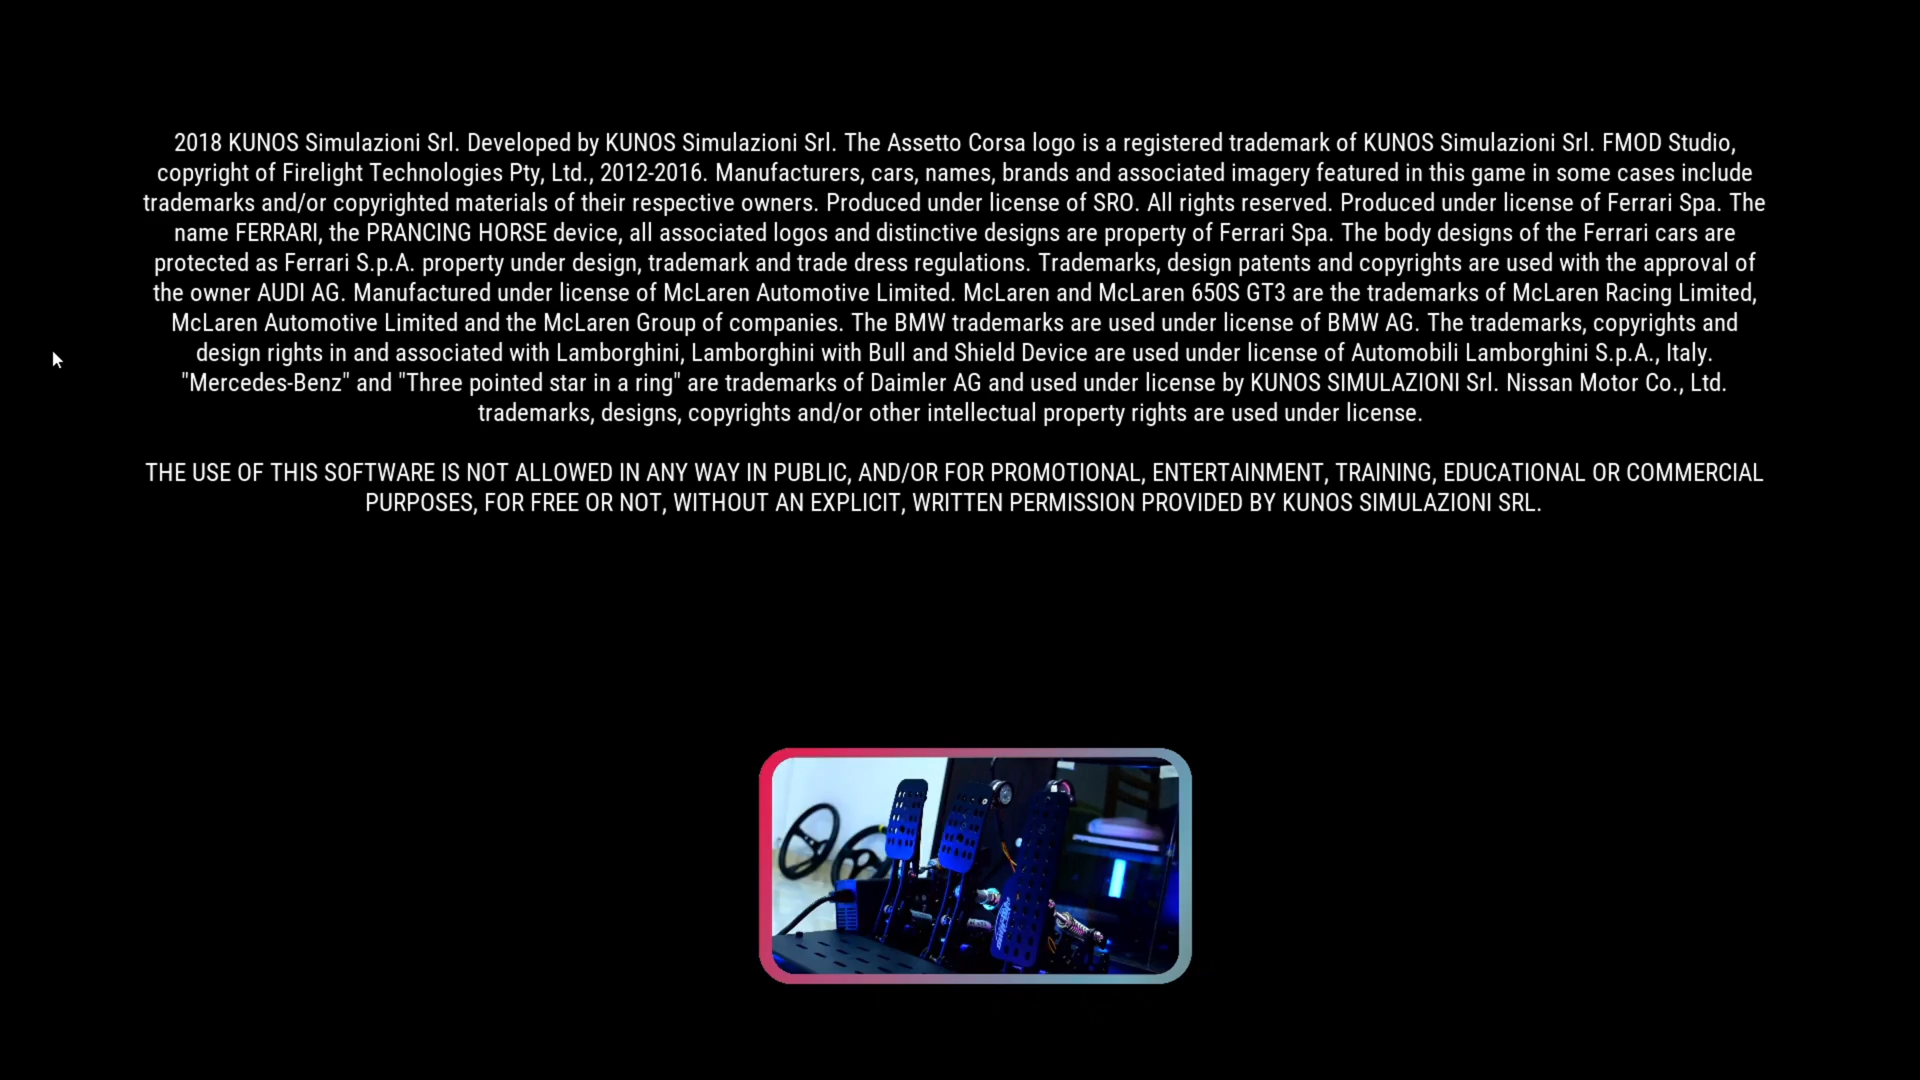 2018 KUNOS Simulazioni Srl. Developed by KUNOS Simulazioni Srl. The Assetto Corsa logo is a registered trademark of KUNOS Simulazioni Srl. FMOD Studio,
copyright of Firelight Technologies Pty, Ltd., 2012-2016. Manufacturers, cars, names, brands and associated imagery featured in this game in some cases include
trademarks and/or copyrighted materials of their respective owners. Produced under license of SRO. All rights reserved. Produced under license of Ferrari Spa. The
name FERRARI, the PRANCING HORSE device, all associated logos and distinctive designs are property of Ferrari Spa. The body designs of the Ferrari cars are
protected as Ferrari S.p.A. property under design, trademark and trade dress regulations. Trademarks, design patents and copyrights are used with the approval of
the owner AUDI AG. Manufactured under license of McLaren Automotive Limited. McLaren and McLaren 650S GT3 are the trademarks of McLaren Racing Limited,
McLaren Automotive Limited and the McLaren Group of companies. The BMW trademarks are used under license of BMW AG. The trademarks, copyrights and
design rights in and associated with Lamborghini, Lamborghini with Bull and Shield Device are used under license of Automobili Lamborghini S.p.A., Italy.
"Mercedes-Benz" and "Three pointed star in a ring" are trademarks of Daimler AG and used under license by KUNOS SIMULAZIONI Srl. Nissan Motor Co., Ltd.
trademarks, designs, copyrights and/or other intellectual property rights are used under license.
THE USE OF THIS SOFTWARE IS NOT ALLOWED IN ANY WAY IN PUBLIC, AND/OR FOR PROMOTIONAL, ENTERTAINMENT, TRAINING, EDUCATIONAL OR COMMERCIAL
PURPOSES, FOR FREE OR NOT, WITHOUT AN EXPLICIT, WRITTEN PERMISSION PROVIDED BY KUNOS SIMULAZIONI SRL.